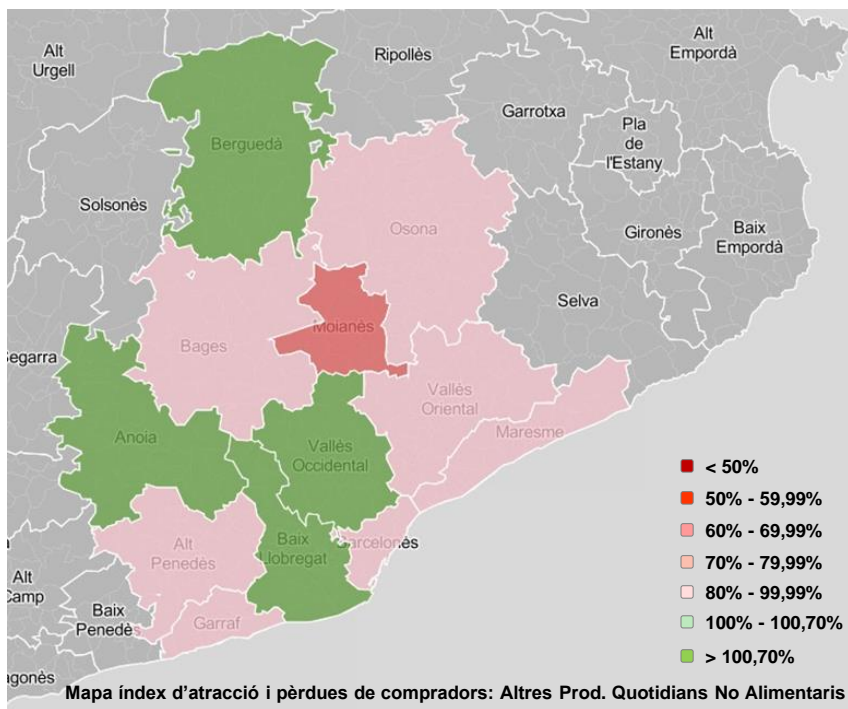 Alt
Urgell
Ripollès
Alt
Empordà
Garrotxa
Berguedà
Pla
de
l'Estany
Solsonès
Osona
Gironès
Baix
Empordà
Selva
Moianès
Bages
Segarra
Vallès
Oriental
Maresme
Anoia
Vallès
Occidental
< 50%
50% - 59,99%
60% - 69,99%
70% - 79,99%
80% - 99,99%
100% - 100,70%
> 100,70%
Alt
Penedès
Baix
Llobregat
Barcelonès
Alt
Camp
Baix
Penedès
Garraf
agonès
Mapa índex d'atracció i pèrdues de compradors: Altres Prod. Quotidians No Alimentaris